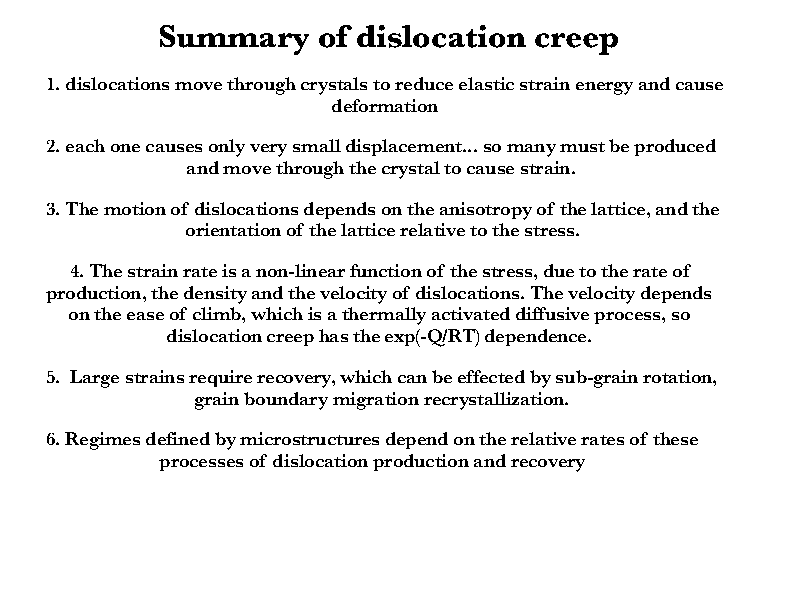 Summary of dislocation creep
1. dislocations move through crystals to reduce elastic strain energy and cause
deformation
2. each one causes only very small displacement... so many must be produced
and move through the crystal to cause strain.
3. The motion of dislocations depends on the anisotropy of the lattice, and the
orientation of the lattice relative to the stress.
4. The strain rate is a non-linear function of the stress, due to the rate of
production, the density and the velocity of dislocations. The velocity depends
on the ease of climb, which is a thermally activated diffusive process, so
dislocation creep has the exp(-Q/RT) dependence.
5.  Large strains require recovery, which can be effected by sub-grain rotation,
grain boundary migration recrystallization.
6. Regimes defined by microstructures depend on the relative rates of these
processes of dislocation production and recovery